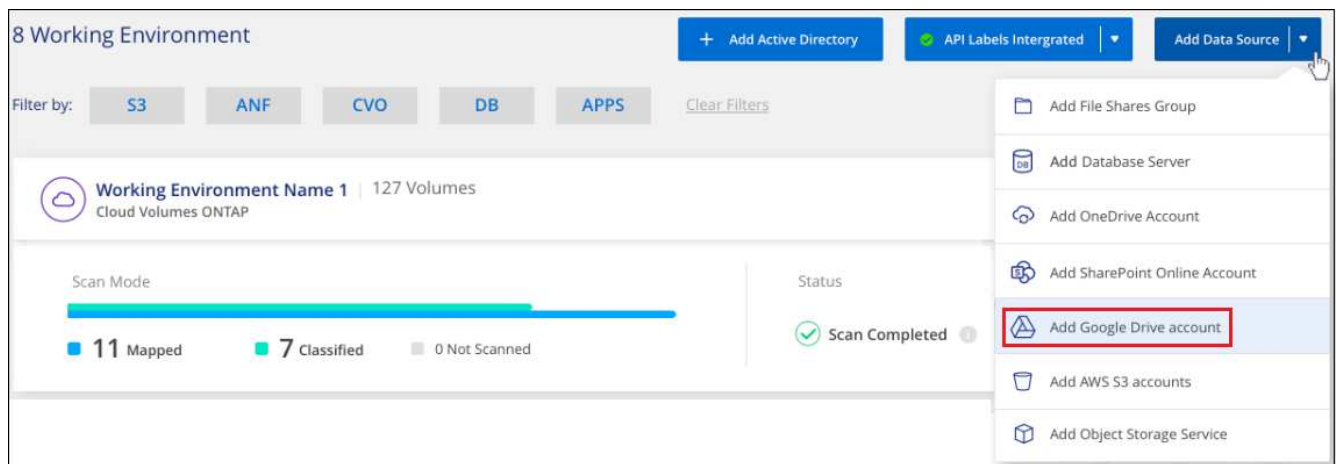 8 Working Environment
+ Add Active Directory
API Labels Intergrated
Add Data Source
Filter by:
S3
ANF
CVO
DB
APPS
Clear Filters
Add File Shares Group
DB
Add Database Server
Working Environment Name 1 | 127 Volumes
Cloud Volumes ONTAP
Add OneDrive Account
S
Add SharePoint Online Account
Scan Mode
Status
Add Google Drive account
11 Mapped
7 Classified
0 Not Scanned
Scan Completed
Add AWS S3 accounts
Add Object Storage Service